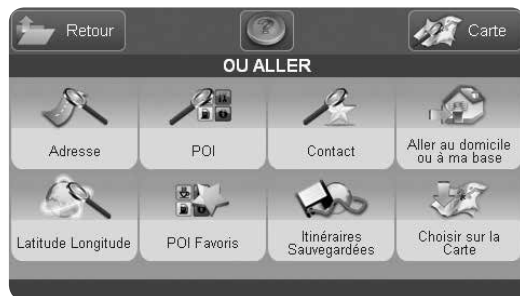 Retour
Carte
OU ALLER
Adresse
POI
Contact
Aller au domicile
ou à ma base
Latitude Longitude
POI Favoris
Itinéraires
Sauvegardées
Choisir sur la
Carte